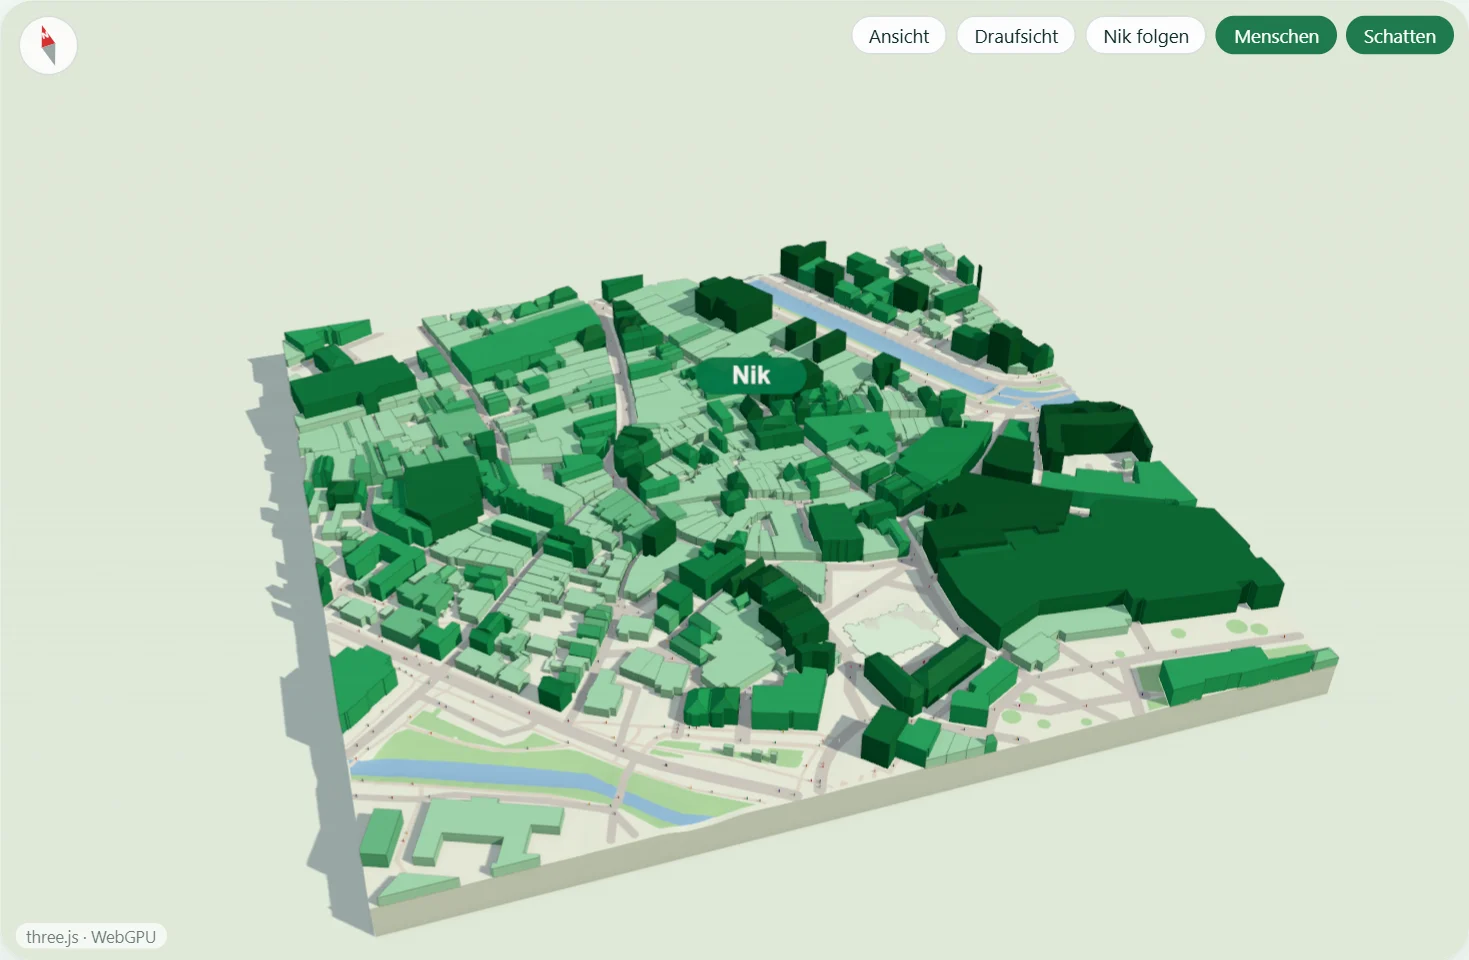 N
Ansicht
Draufsicht
Nik folgen
Menschen
Schatten
Nik
three.js · WebGPU